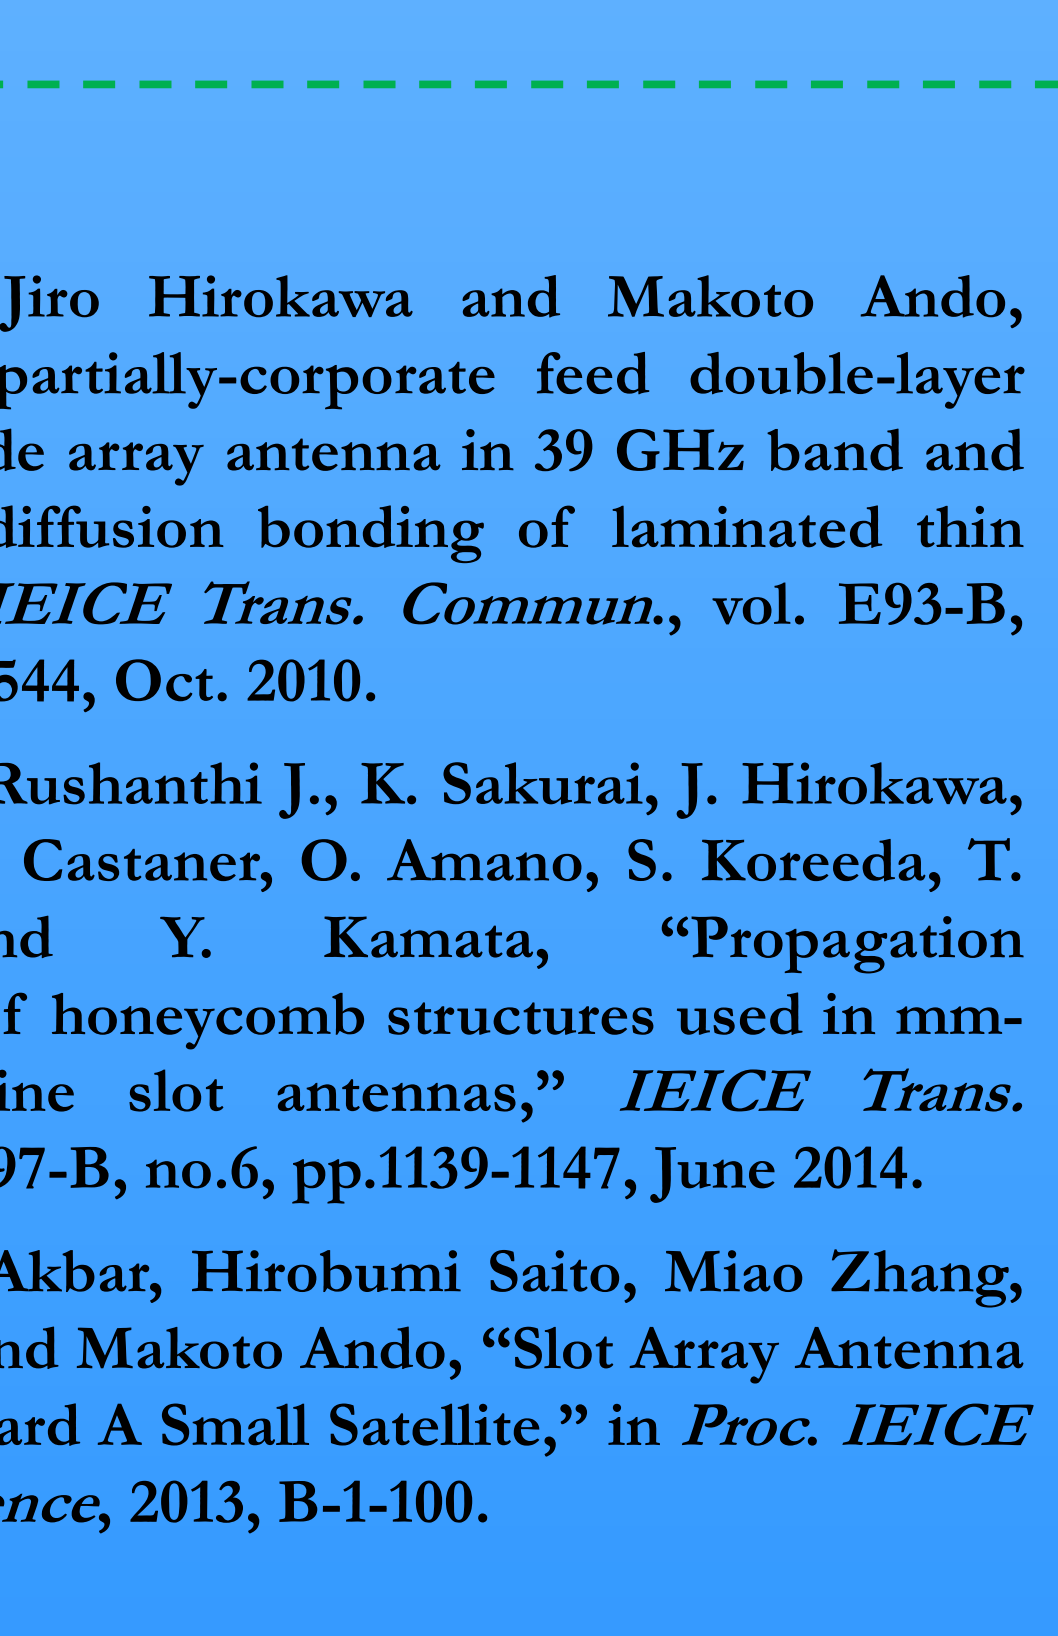 Jiro Hirokawa and Makoto Ando,
partially-corporate feed double-layer
de array antenna in 39 GHz band and
diffusion bonding of laminated thin
IEICE Trans. Commun., vol. E93-B,
544, Oct. 2010.
Rushanthi J., K. Sakurai, J. Hirokawa,
Castaner, O. Amano, S. Koreeda, T.
nd Y. Kamata, “Propagation
f honeycomb structures used in mm-
ine slot antennas,” IEICE Trans.
97-B, no.6, pp.1139-1147, June 2014.
Akbar, Hirobumi Saito, Miao Zhang,
nd Makoto Ando, “Slot Array Antenna
ard A Small Satellite,” in Proc. IEICE
ence, 2013, B-1-100.